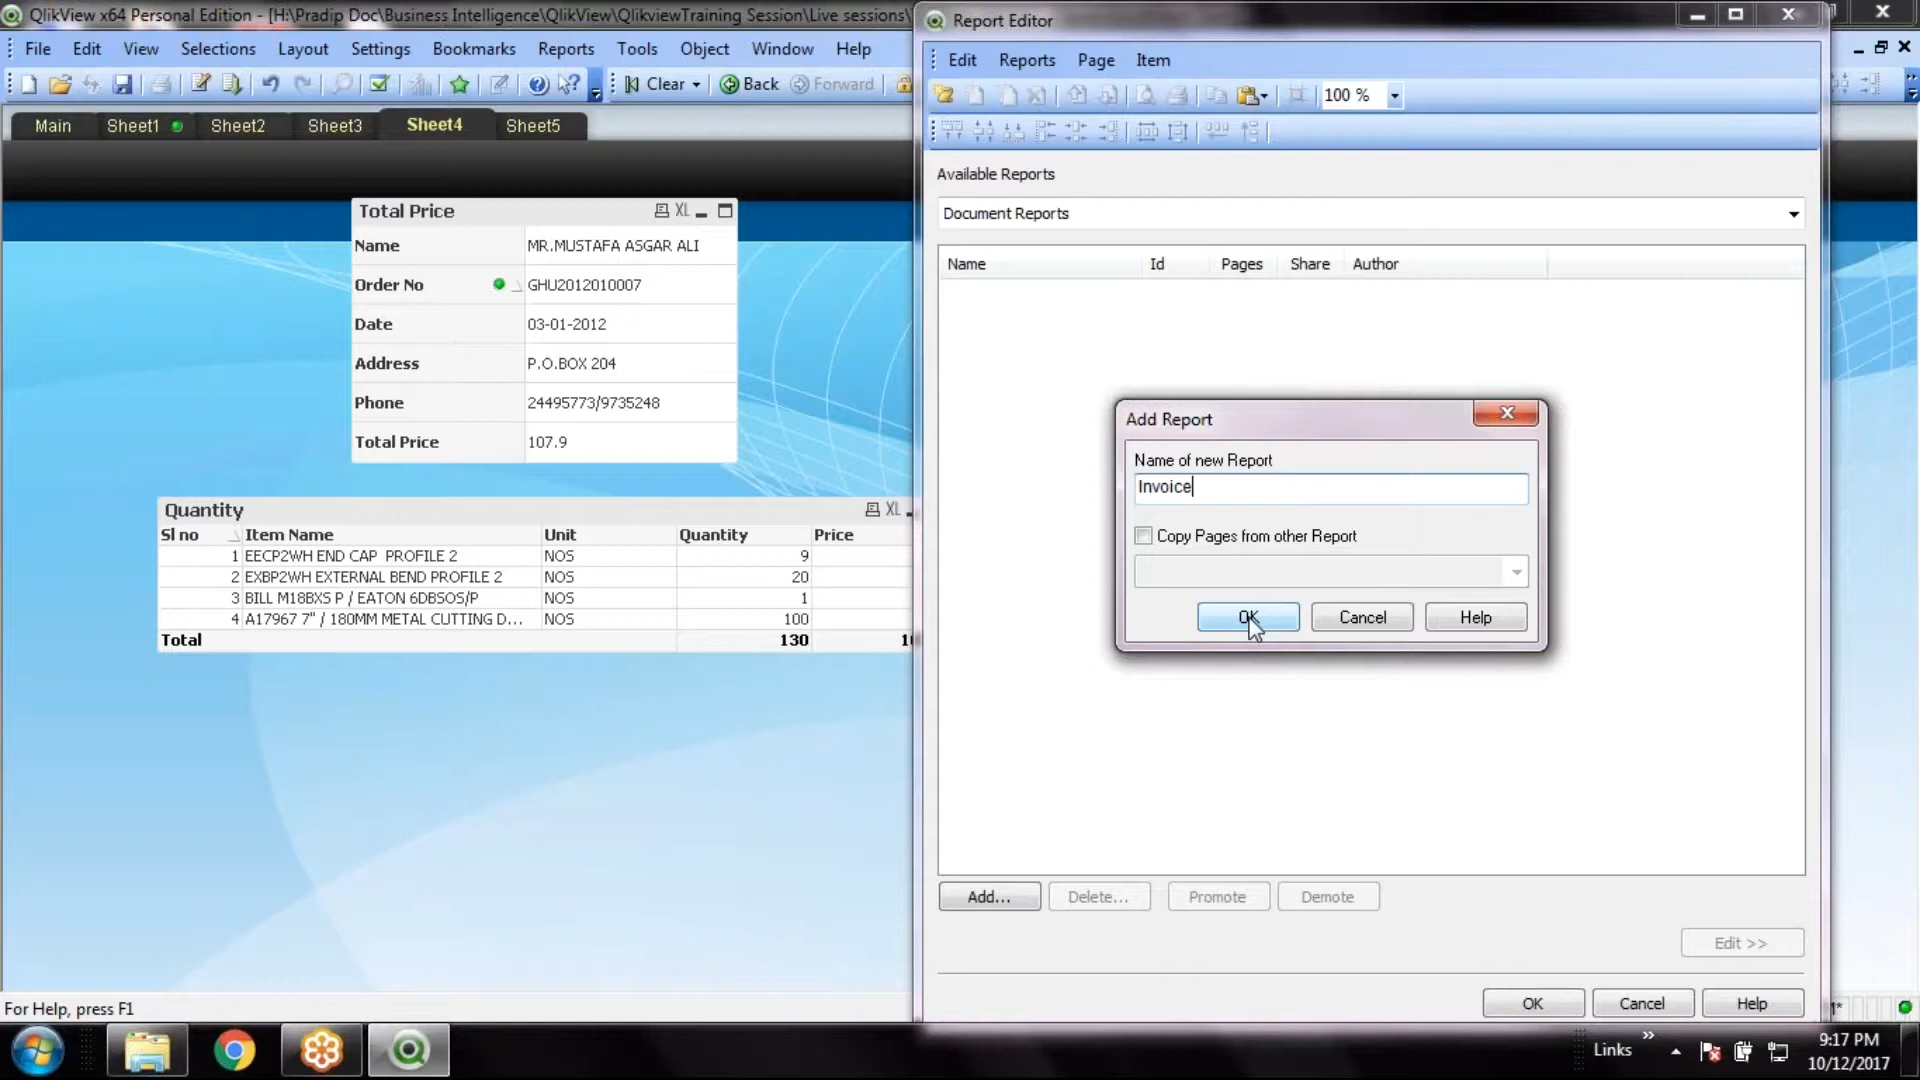 QlikView x64 Personal Edition - [H:\Pradip Doc\Business Intelligence\QlikView\QlikviewTraining Session\Live sessions\
File Edit View Selections Layout Settings Bookmarks Reports Tools Object Window Help
Clear Back Forward
Main Sheet1 Sheet2 Sheet3 Sheet4 Sheet5
Total Price XL
Name MR.MUSTAFA ASGAR ALI
Order No GHU2012010007
Date 03-01-2012
Address P.O.BOX 204
Phone 24495773/9735248
Total Price 107.9
Quantity XL
Sl no Item Name Unit Quantity Price
1 EECP2WH END CAP PROFILE 2 NOS 9
2 EXBP2WH EXTERNAL BEND PROFILE 2 NOS 20
3 BILL M18BXS P / EATON 6DBSOS/P NOS 1
4 A17967 7" / 180MM METAL CUTTING D... NOS 100
Total 130
For Help, press F1
Report Editor
Edit Reports Page Item
100 %
Available Reports
Document Reports
Name Id Pages Share Author
Add Report
Name of new Report
Invoice
Copy Pages from other Report
OK Cancel Help
Add... Delete... Promote Demote
Edit >>
OK Cancel Help
Links
9:17 PM
10/12/2017